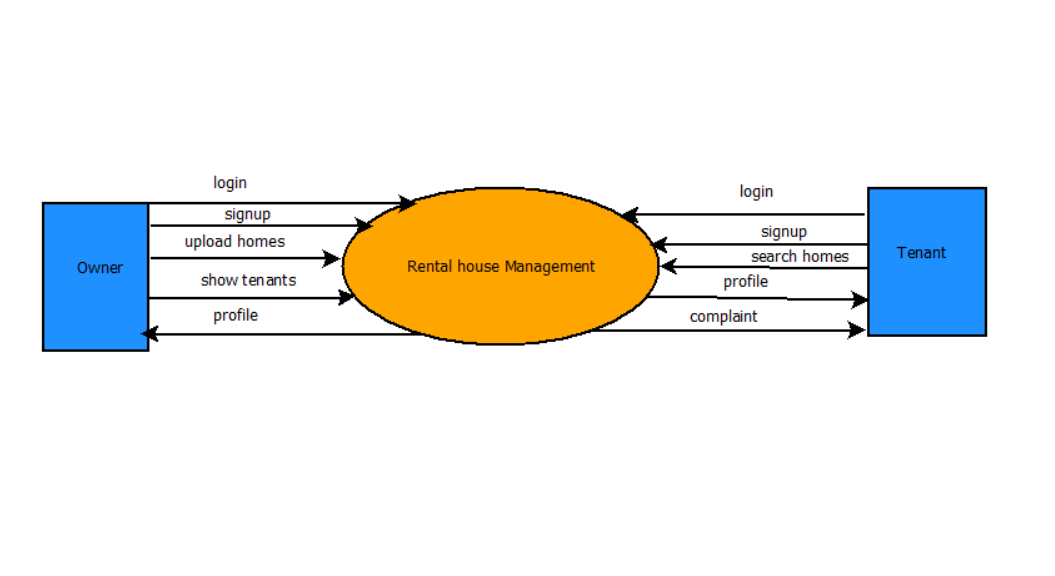 login
signup
upload homes
show tenants
profile
Owner
Rental house Management
login
signup
search homes
profile
complaint
Tenant